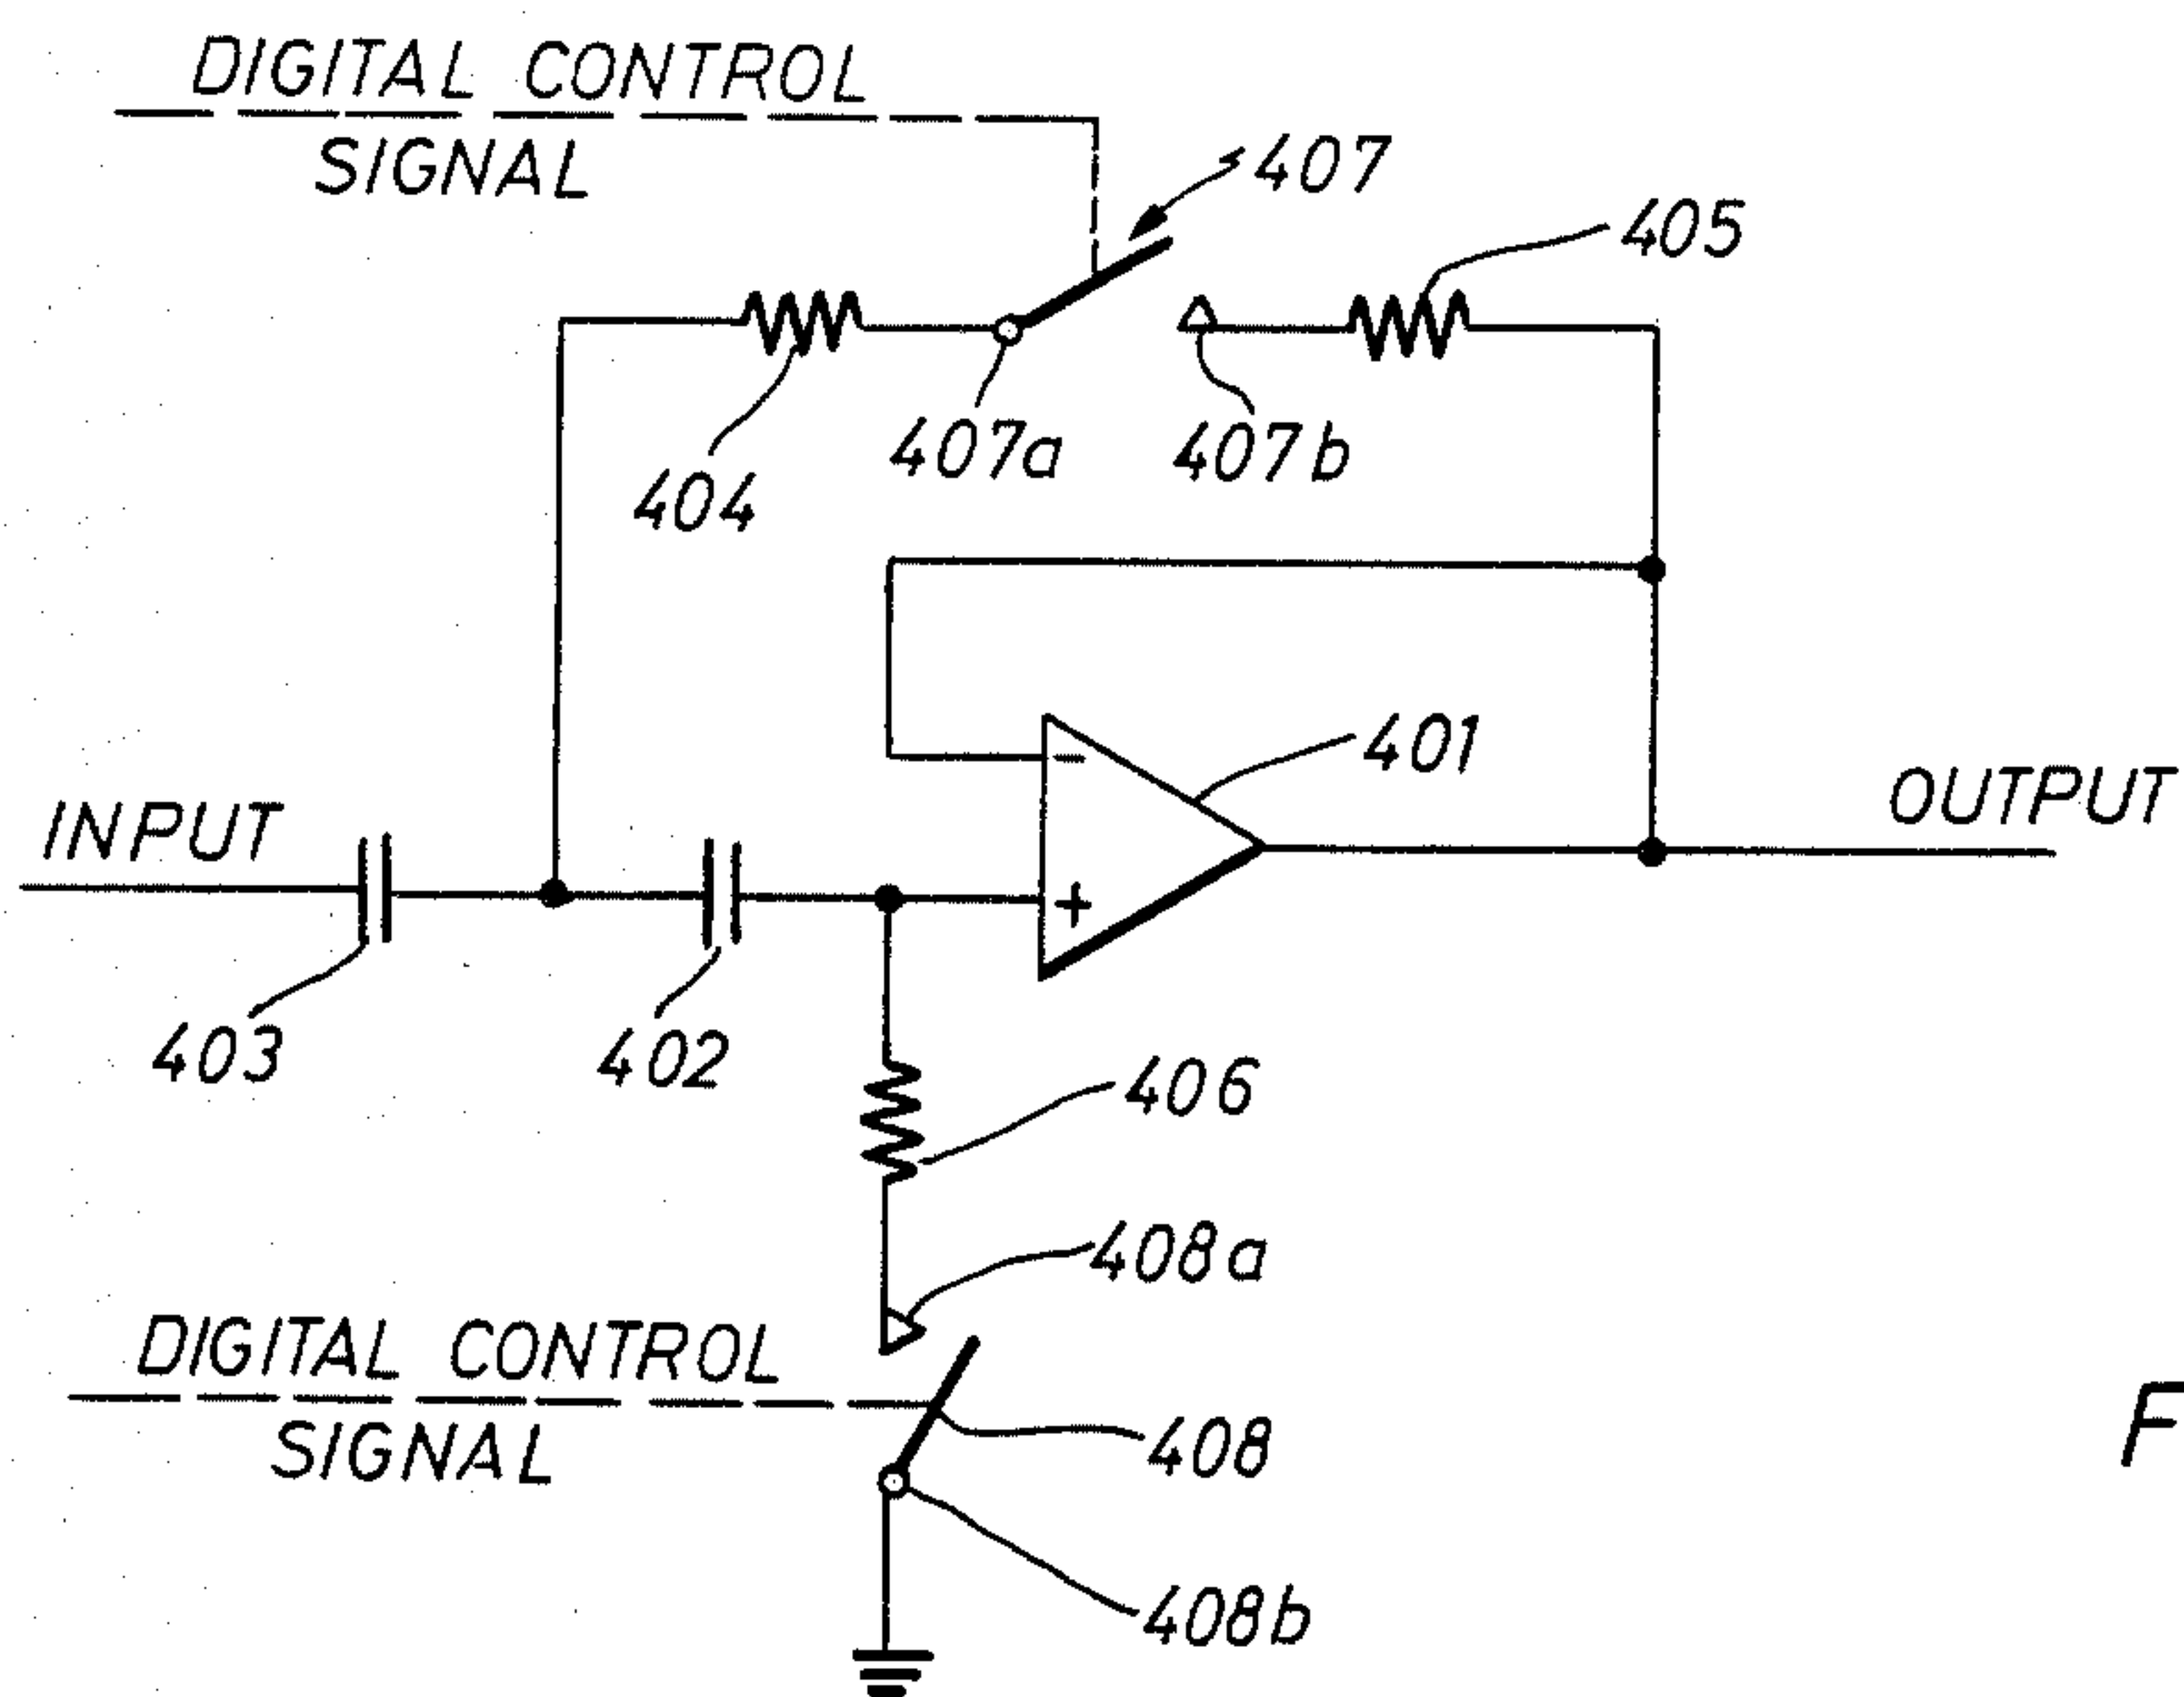 DIGITAL CONTROL
SIGNAL
407
405
407a
407b
404
401
INPUT
OUTPUT
+
403
402
406
408a
DIGITAL CONTROL
SIGNAL
408
F
408b